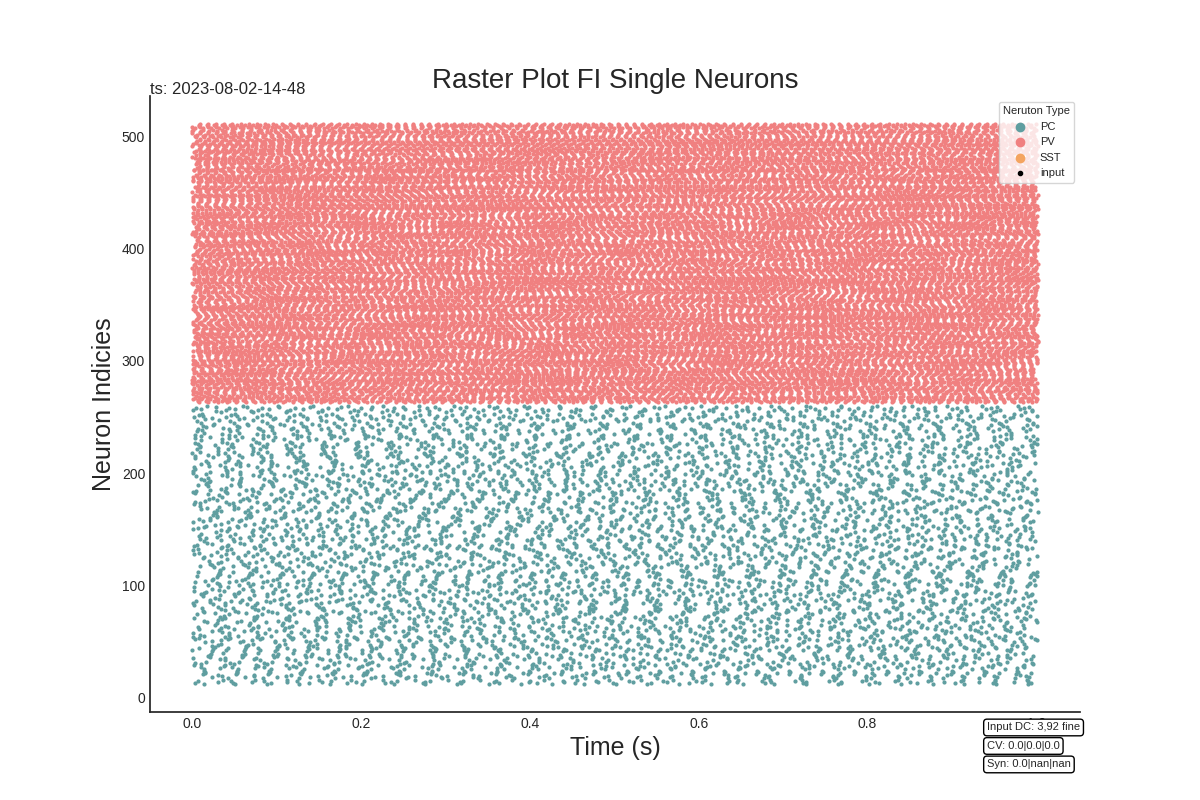 Raster Plot FI Single Neurons
ts: 2023-08-02-14-48
Neruton Type
PC
PV
SST
input
500
400
300
200
100
0
Neuron Indicies
0.0 0.2 0.4 0.6 0.8
Time (s)
Input DC: 3,92 fine
CV: 0.0|0.0|0.0
Syn: 0.0|nan|nan